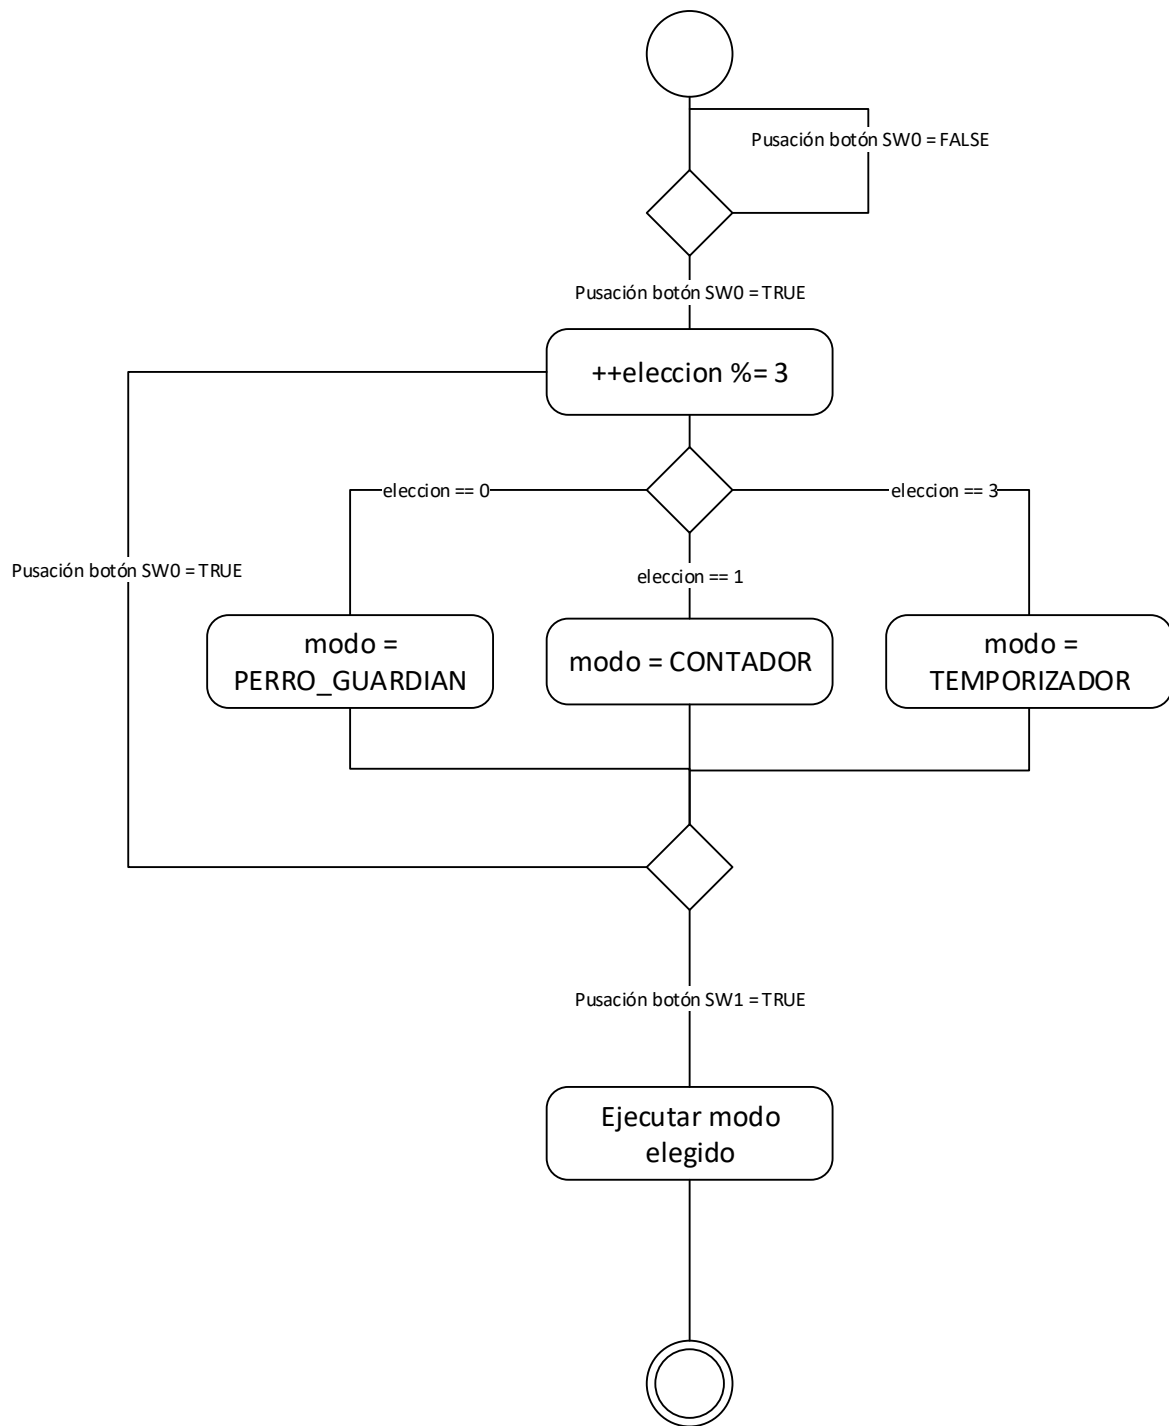 Pusación botón SW0 = FALSE
Pusación botón SW0 = TRUE
++eleccion %= 3
eleccion == 0
eleccion == 3
Pusación botón SW0 = TRUE
eleccion == 1
modo =
PERRO_GUARDIAN
modo = CONTADOR
modo =
TEMPORIZADOR
Pusación botón SW1 = TRUE
Ejecutar modo
elegido